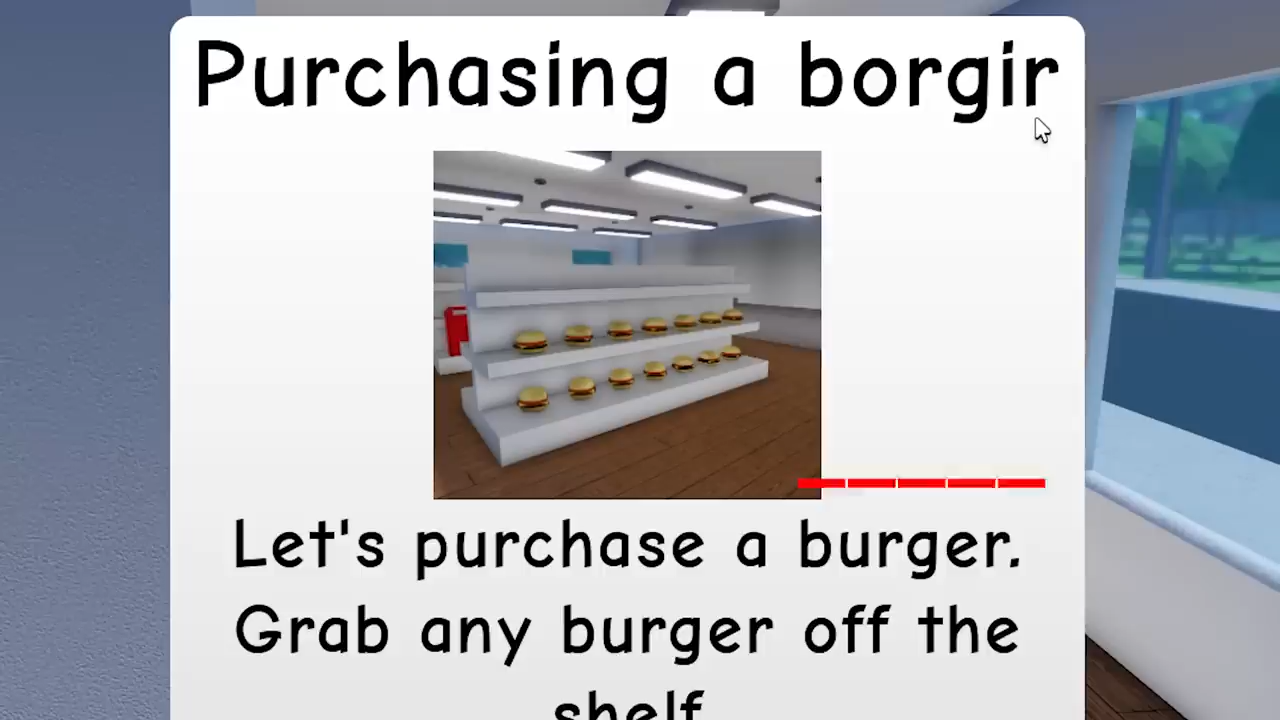 Purchasing a borgir
Let's purchase a burger.
Grab any burger off the
shelf